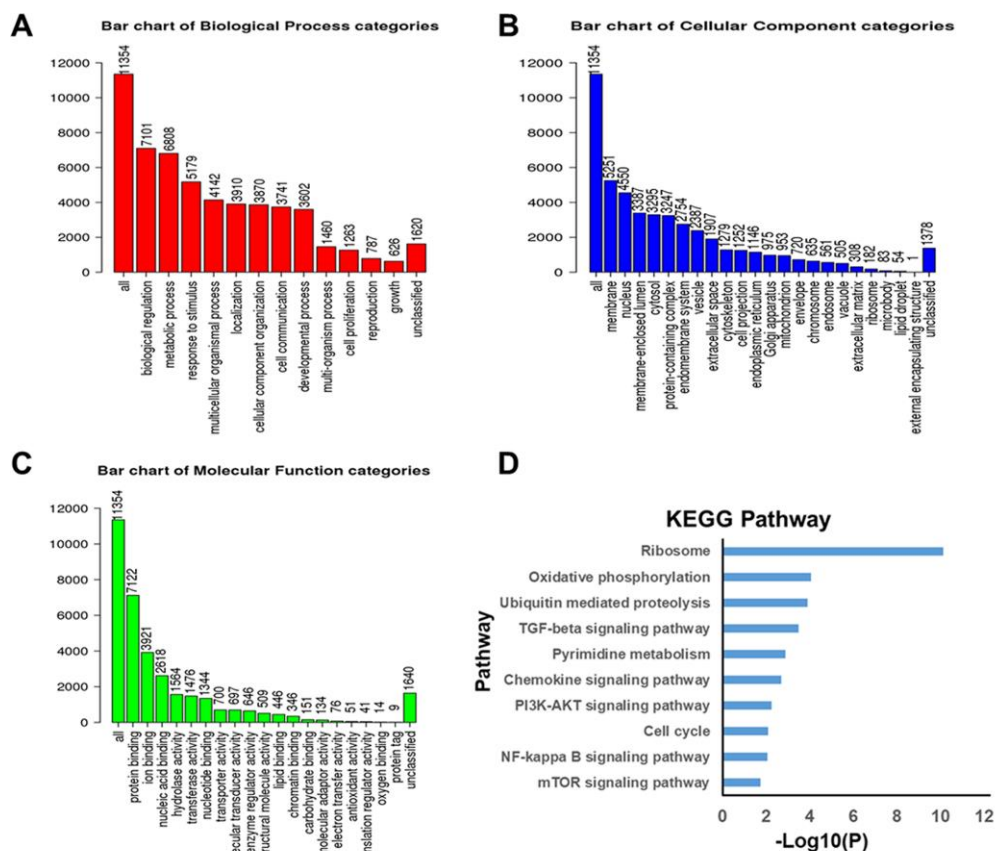 A
Bar chart of Biological Process categories
12000
10000
8000
6000
4000
2000
0
11354
7101
6808
5179
4142
3910
3870
3741
3602
1460
1263
787
626
1620
all
biological regulation
metabolic process
response to stimulus
multicellular organismal process
localization
cellular component organization
cell communication
developmental process
multi-organism process
cell proliferation
reproduction
growth
unclassified
B
Bar chart of Cellular Component categories
12000
10000
8000
6000
4000
2000
0
11354
5251
4550
3387
3295
3247
2754
2387
1907
1279
1252
1146
975
953
720
635
561
505
308
182
83
54
1
1378
all
membrane
nucleus
membrane-enclosed lumen
cytosol
protein-containing complex
endomembrane system
vesicle
extracellular space
cytoskeleton
cell projection
endoplasmic reticulum
Golgi apparatus
mitochondrion
envelope
chromosome
endosome
vacuole
extracellular matrix
ribosome
microbody
lipid droplet
external encapsulating structure
unclassified
C
Bar chart of Molecular Function categories
12000
10000
8000
6000
4000
2000
0
11354
7122
3921
2618
1564
1476
1344
700
697
646
509
446
346
151
134
76
51
41
14
9
1640
all
protein binding
ion binding
nucleic acid binding
hydrolase activity
transferase activity
nucleotide binding
transporter activity
ecular transducer activity
enzyme regulator activity
uctural molecule activity
lipid binding
chromatin binding
carbohydrate binding
molecular adaptor activity
electron transfer activity
antioxidant activity
nslation regulator activity
oxygen binding
protein tag
unclassified
D
KEGG Pathway
Pathway
Ribosome
Oxidative phosphorylation
Ubiquitin mediated proteolysis
TGF-beta signaling pathway
Pyrimidine metabolism
Chemokine signaling pathway
PI3K-AKT signaling pathway
Cell cycle
NF-kappa B signaling pathway
mTOR signaling pathway
0 2 4 6 8 10 12
-Log10(P)